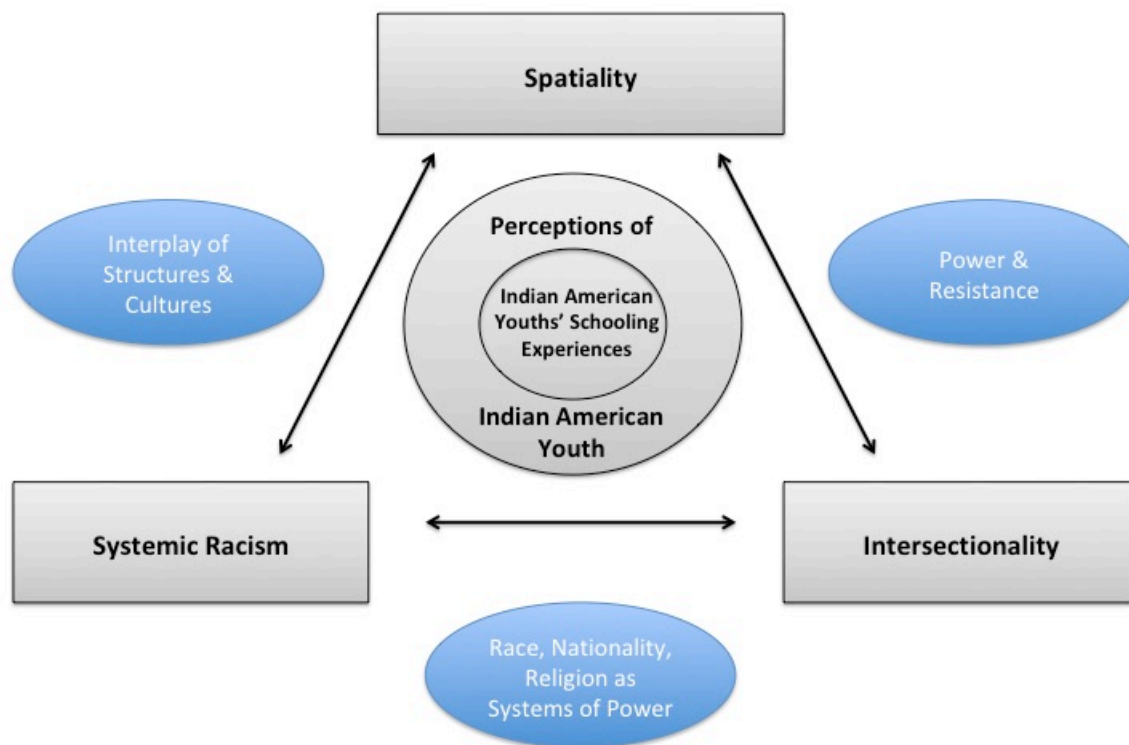 Spatiality
Interplay of
Structures &
Cultures
Perceptions of
Indian American
Youths’ Schooling
Experiences
Indian American
Youth
Power &
Resistance
Systemic Racism
Intersectionality
Race, Nationality,
Religion as
Systems of Power